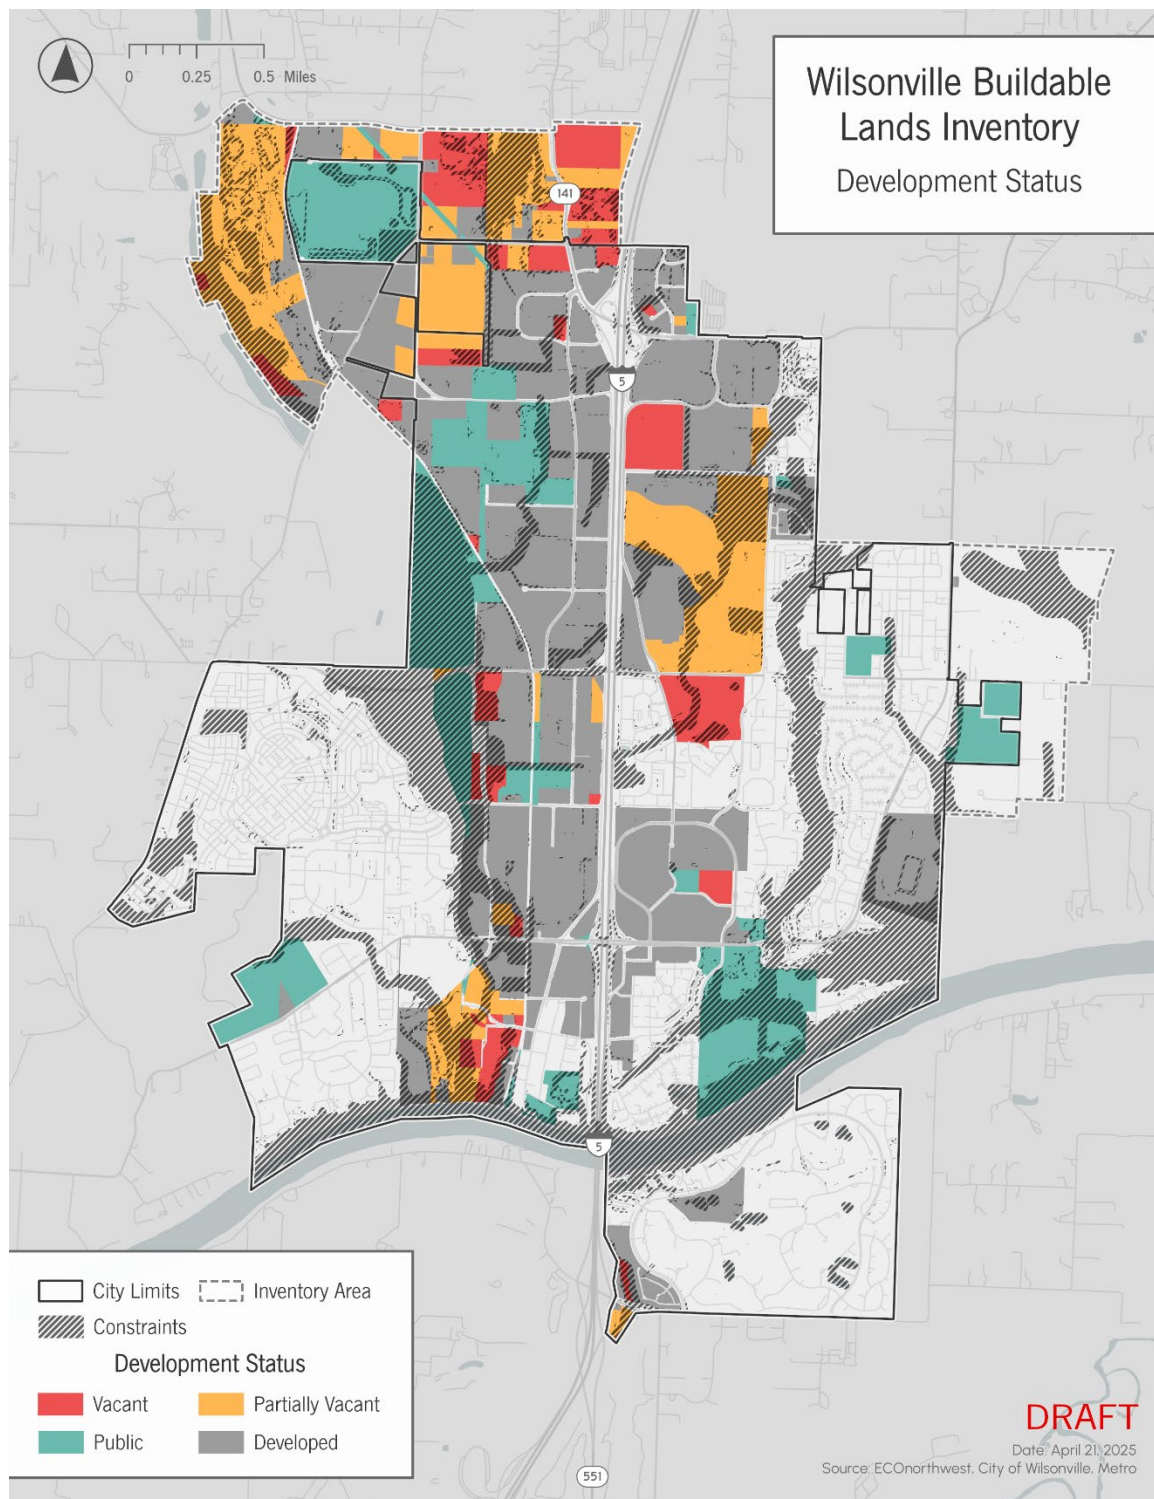 Wilsonville Buildable
Lands Inventory
Development Status
0 0.25 0.5 Miles
141
5
5
City Limits
Inventory Area
Constraints
Development Status
Vacant
Partially Vacant
Public
Developed
551
DRAFT
Date: April 21, 2025
Source: ECOnorthwest, City of Wilsonville, Metro